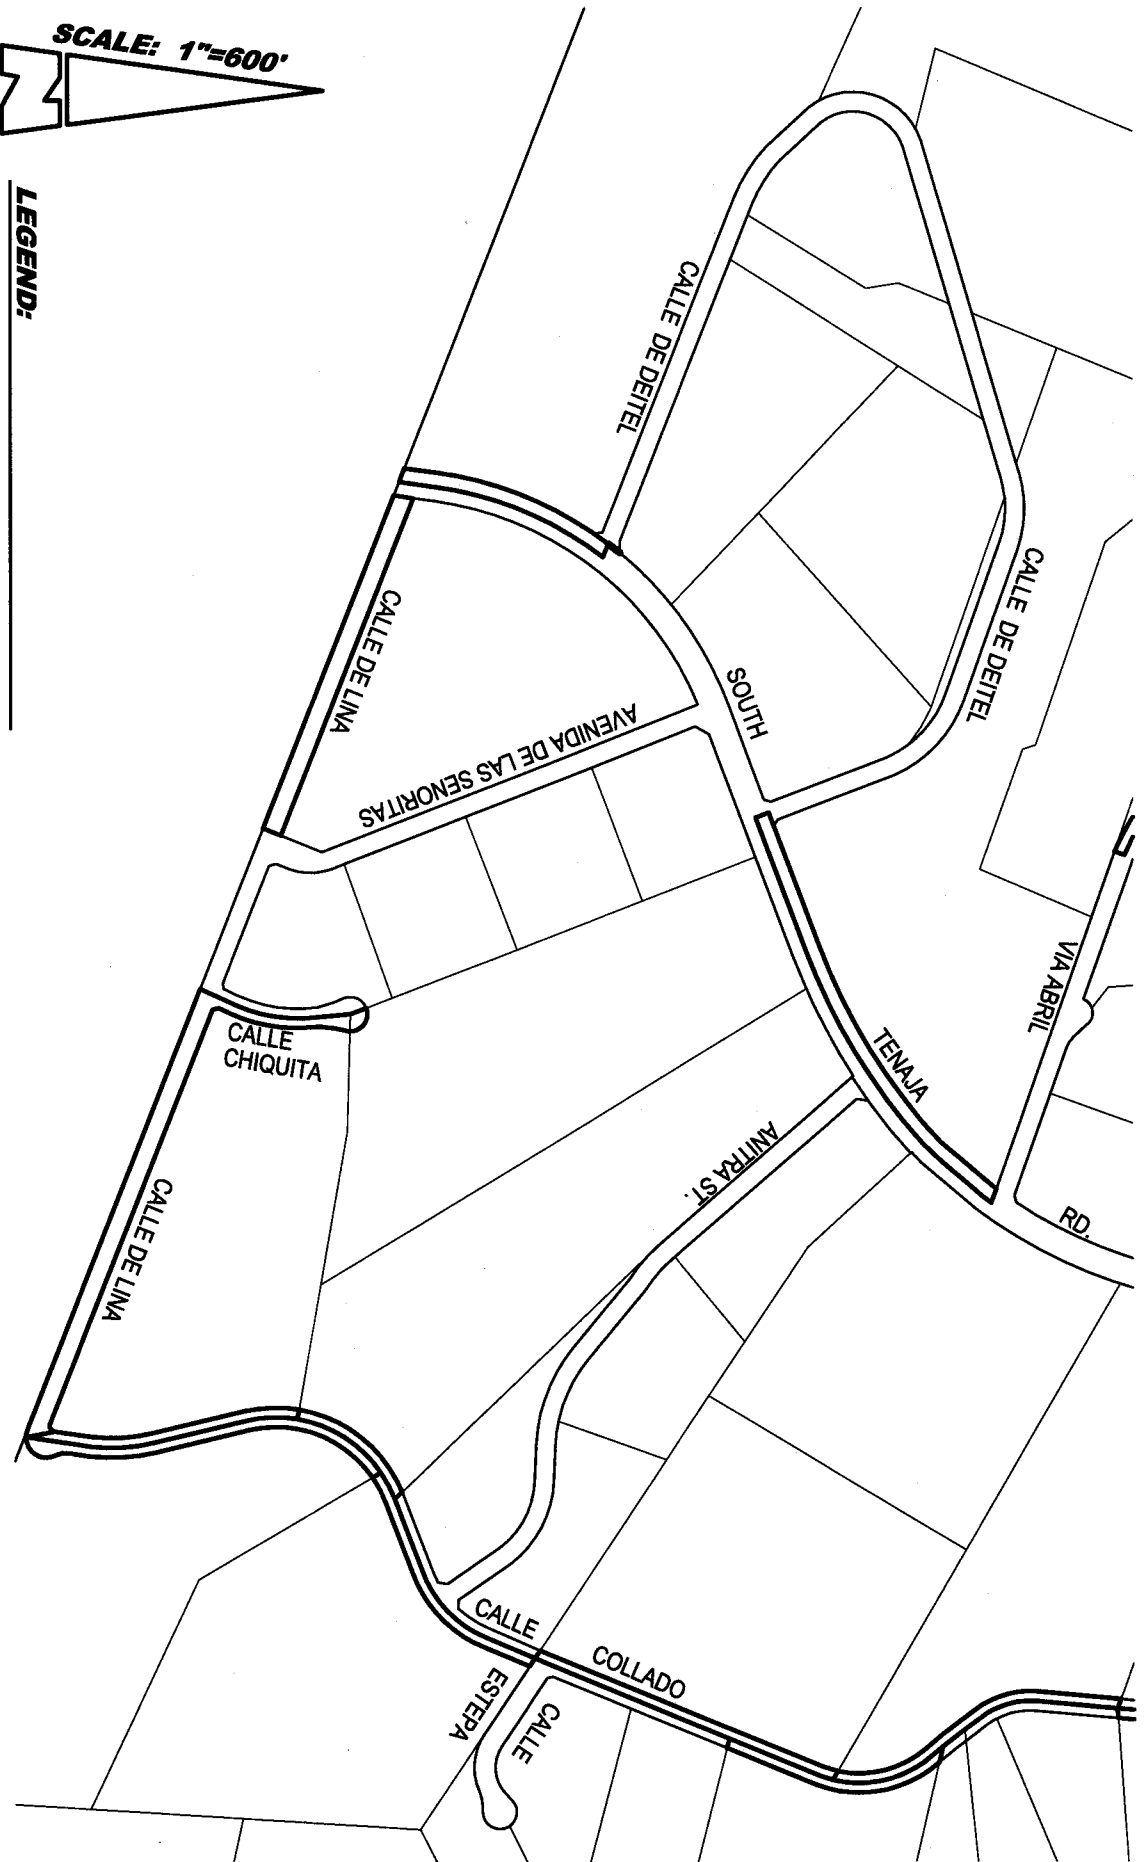 SCALE: 1"=600'
N
LEGEND:
CALLE DE DEITEL
CALLE DE DEITEL
CALLE DE LINA
AVENIDA DE LAS SENORITAS
SOUTH
TENAJA
RD.
VIA ABRIL
CALLE
CHIQUITA
ANITRA ST.
CALLE DE LINA
CALLE
COLLADO
CALLE
ESTEPA